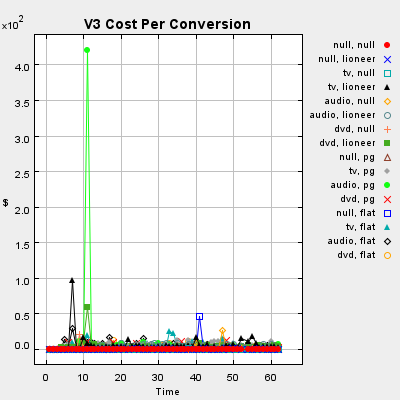 V3 Cost Per Conversion
x10^2
4.0
3.5
3.0
2.5
2.0
1.5
1.0
0.5
0.0
$
0 10 20 30 40 50 60
Time
null, null
null, lioneer
tv, null
tv, lioneer
audio, null
audio, lioneer
dvd, null
dvd, lioneer
null, pg
tv, pg
audio, pg
dvd, pg
null, flat
tv, flat
audio, flat
dvd, flat